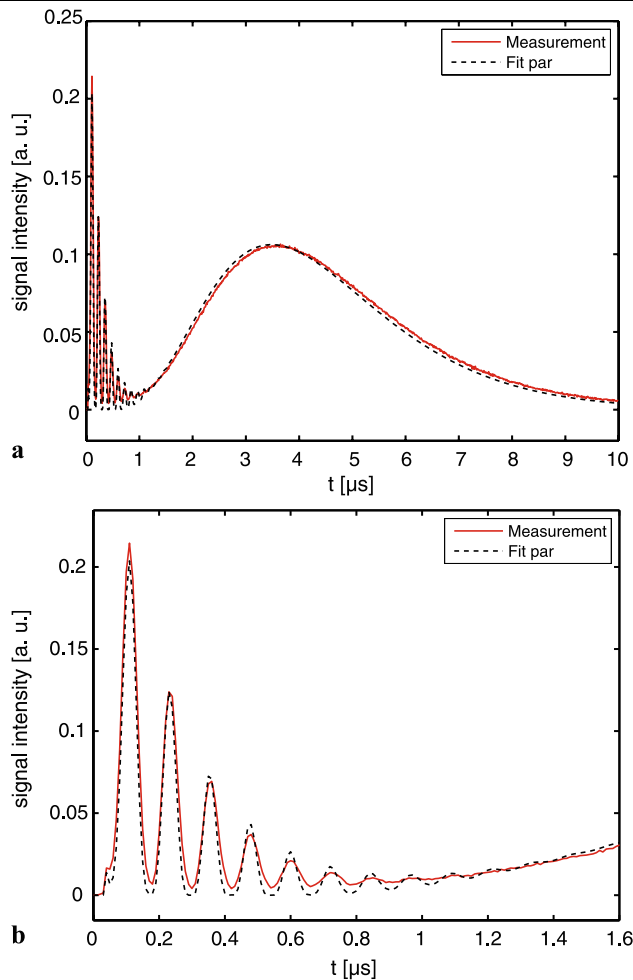 0.25
0.2
0.15
0.1
0.05
0
signal intensity [a. u.]
Measurement
Fit par
0 1 2 3 4 5 6 7 8 9 10
t [µs]
a
0.2
0.15
0.1
0.05
0
signal intensity [a. u.]
Measurement
Fit par
0 0.2 0.4 0.6 0.8 1 1.2 1.4 1.6
t [µs]
b